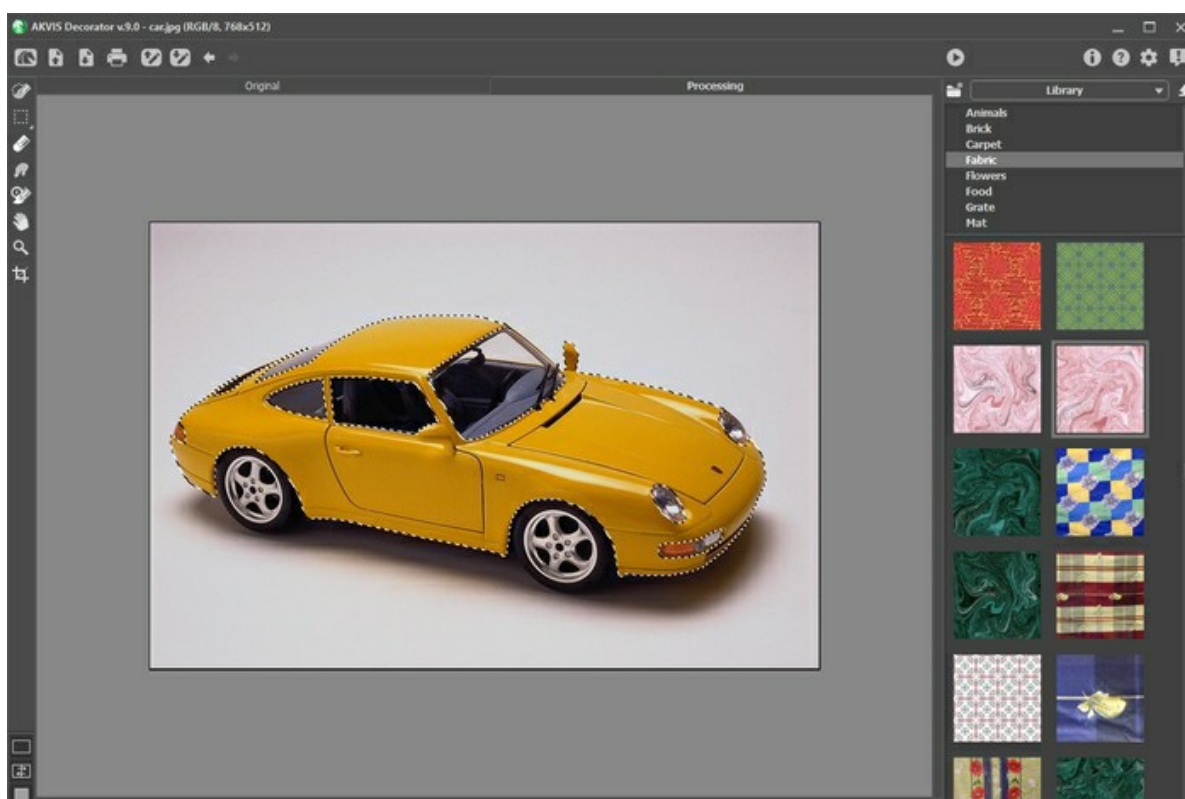 AKVIS Decorator v.9.0 - car.jpg (RGB/8, 768x512)
Original
Processing
Library
Animals
Brick
Carpet
Fabric
Flowers
Food
Grate
Mat